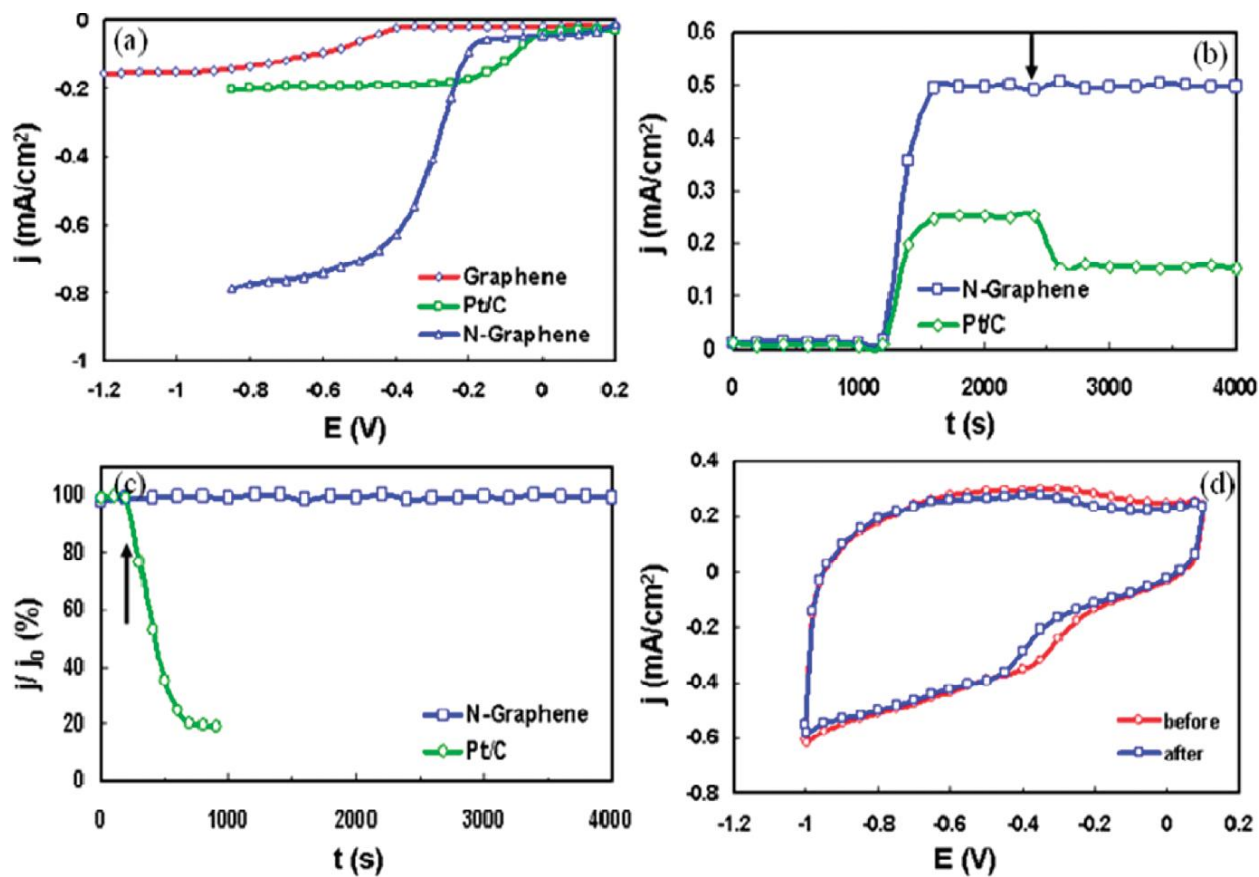 (a)
0
-0.2
-0.4
-0.6
-0.8
-1
j (mA/cm²)
Graphene
Pt/C
N-Graphene
-1.2 -1 -0.8 -0.6 -0.4 -0.2 0 0.2
E (V)
(b)
0.6
0.5
0.4
0.3
0.2
0.1
0
j (mA/cm²)
N-Graphene
Pt/C
0 1000 2000 3000 4000
t (s)
(c)
100
80
60
40
20
0
j/ j₀ (%)
N-Graphene
Pt/C
0 1000 2000 3000 4000
t (s)
(d)
0.4
0.2
0
-0.2
-0.4
-0.6
-0.8
j (mA/cm²)
before
after
-1.2 -1 -0.8 -0.6 -0.4 -0.2 0 0.2
E (V)